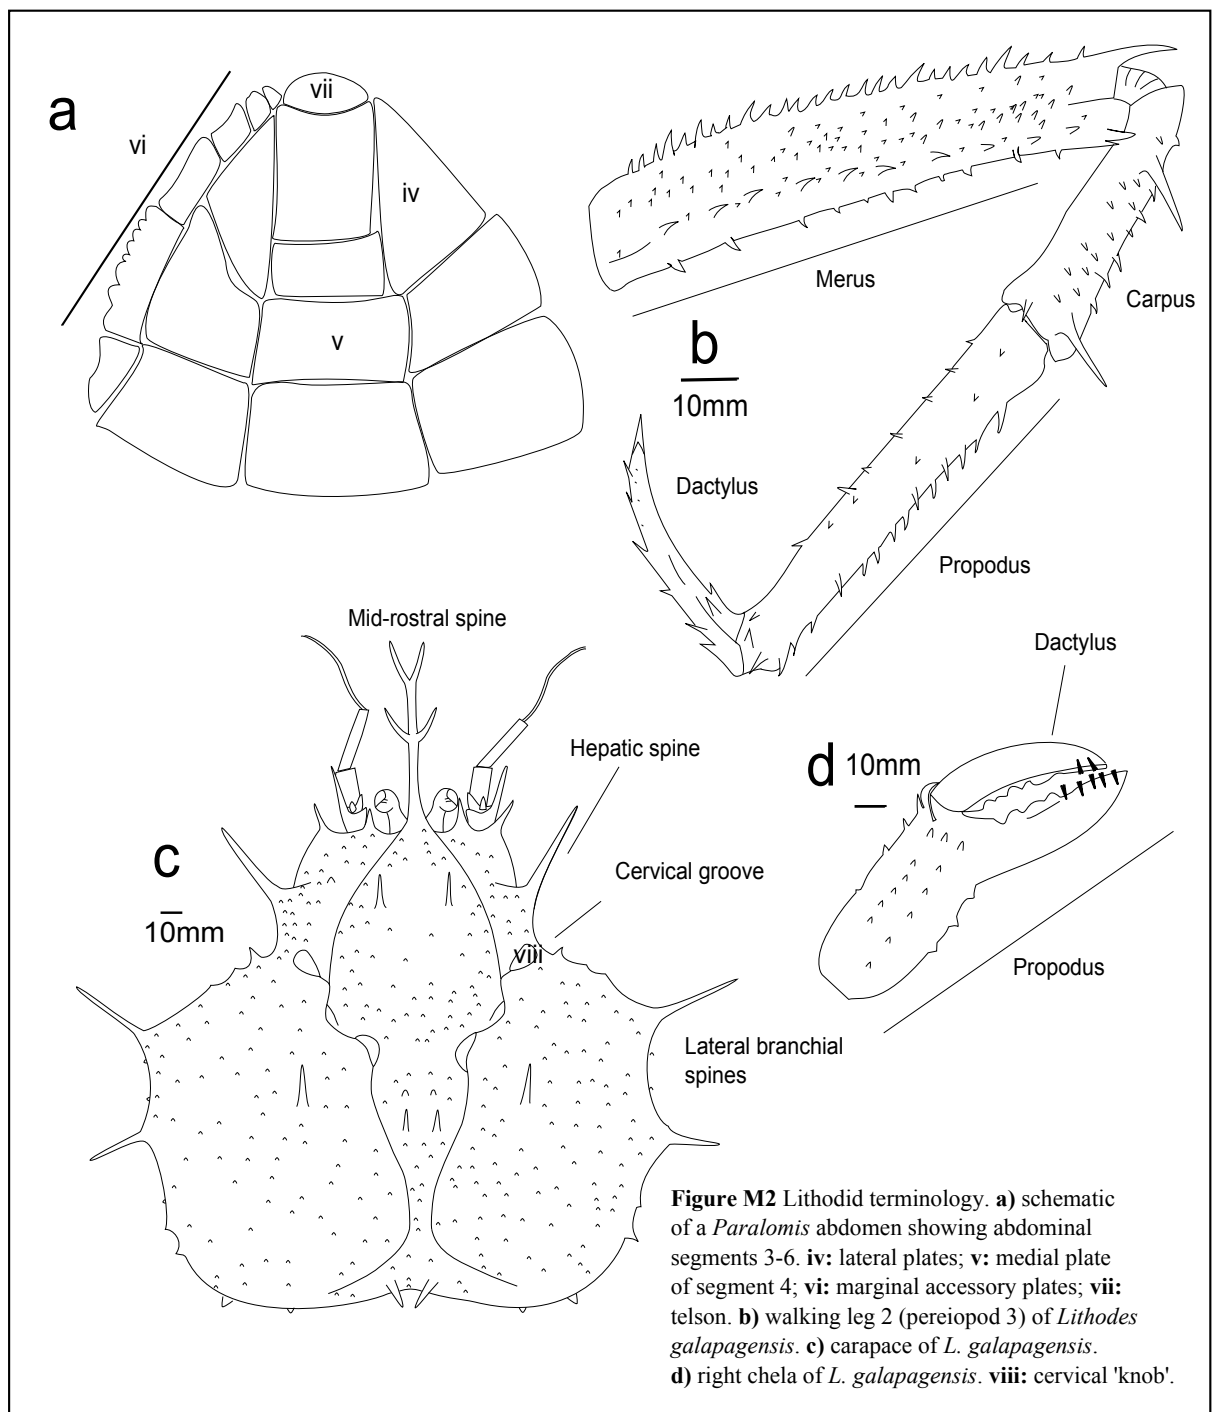 a
vii
vi
iv
v
Merus
Carpus
b
10mm
Dactylus
Propodus
Mid-rostral spine
Dactylus
Hepatic spine
d 10mm
c
Cervical groove
10mm
viii
Propodus
Lateral branchial
spines
Figure M2 Lithodid terminology. a) schematic
of a Paralomis abdomen showing abdominal
segments 3-6. iv: lateral plates; v: medial plate
of segment 4; vi: marginal accessory plates; vii:
telson. b) walking leg 2 (pereiopod 3) of Lithodes
galapagensis. c) carapace of L. galapagensis.
d) right chela of L. galapagensis. viii: cervical 'knob'.